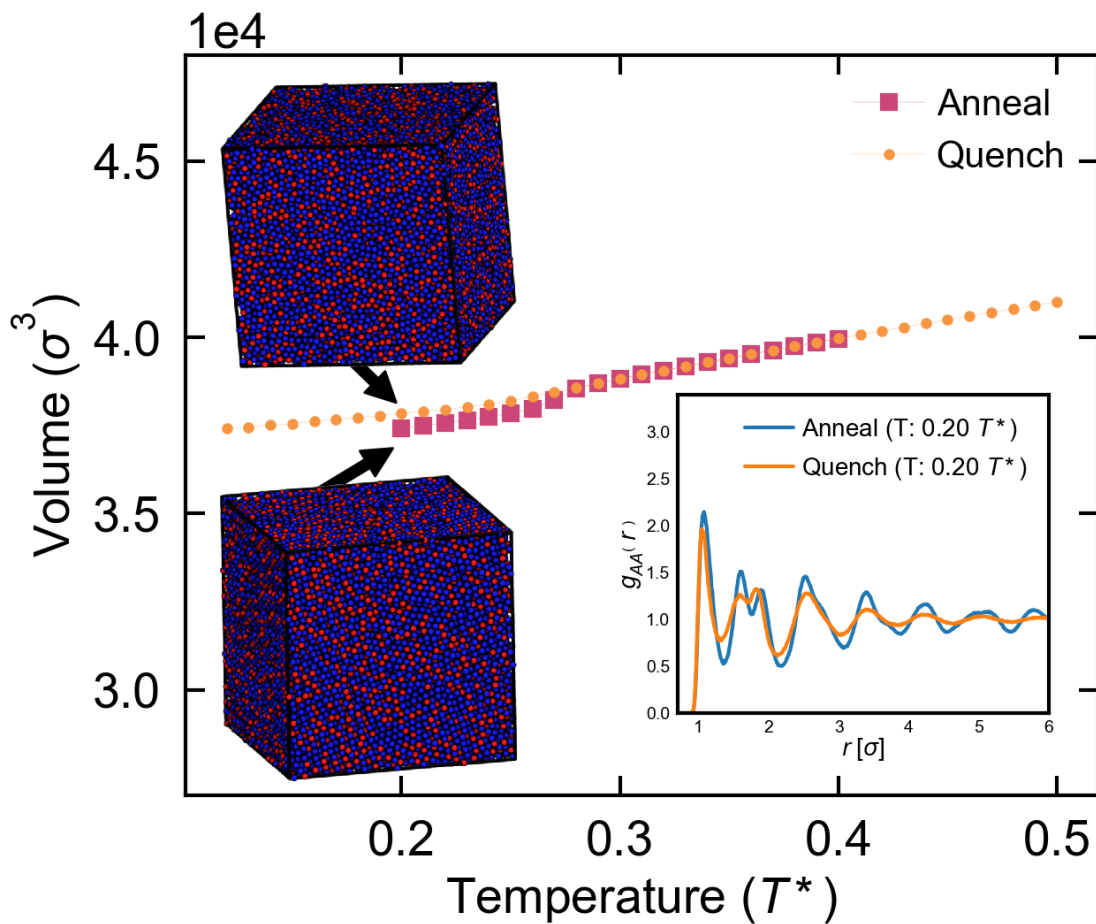 1e4
Anneal
Quench
4.5
4.0
3.5
3.0
Volume (σ³)
Anneal (T: 0.20 T*)
Quench (T: 0.20 T*)
3.0
2.5
2.0
1.5
1.0
0.5
0.0
g_AA(r)
1 2 3 4 5 6
r [σ]
0.2 0.3 0.4 0.5
Temperature (T*)